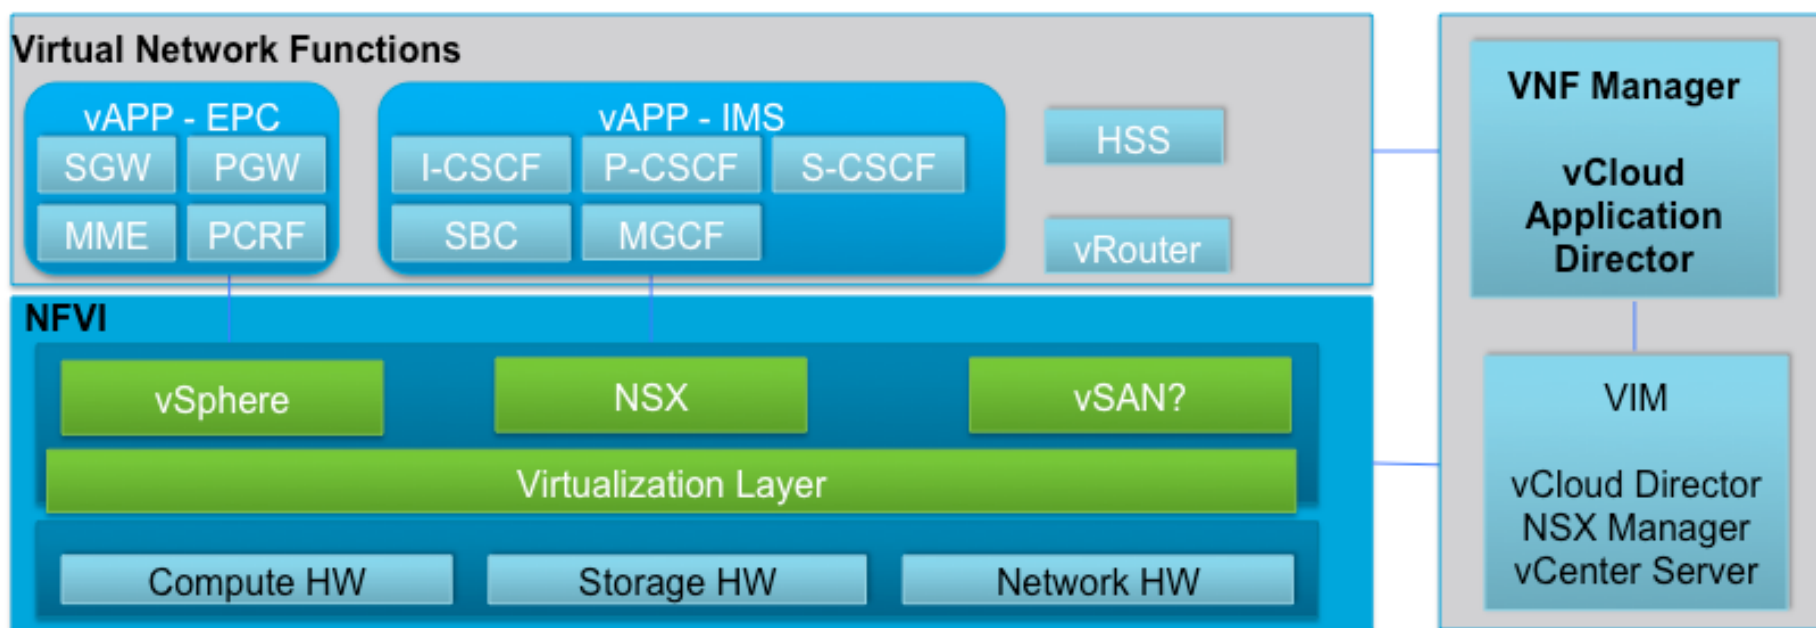 Virtual Network Functions
vAPP - EPC
SGW
PGW
MME
PCRF
vAPP - IMS
I-CSCF
P-CSCF
S-CSCF
SBC
MGCF
HSS
vRouter
NFVI
vSphere
NSX
vSAN?
Virtualization Layer
Compute HW
Storage HW
Network HW
VNF Manager
vCloud
Application
Director
VIM
vCloud Director
NSX Manager
vCenter Server